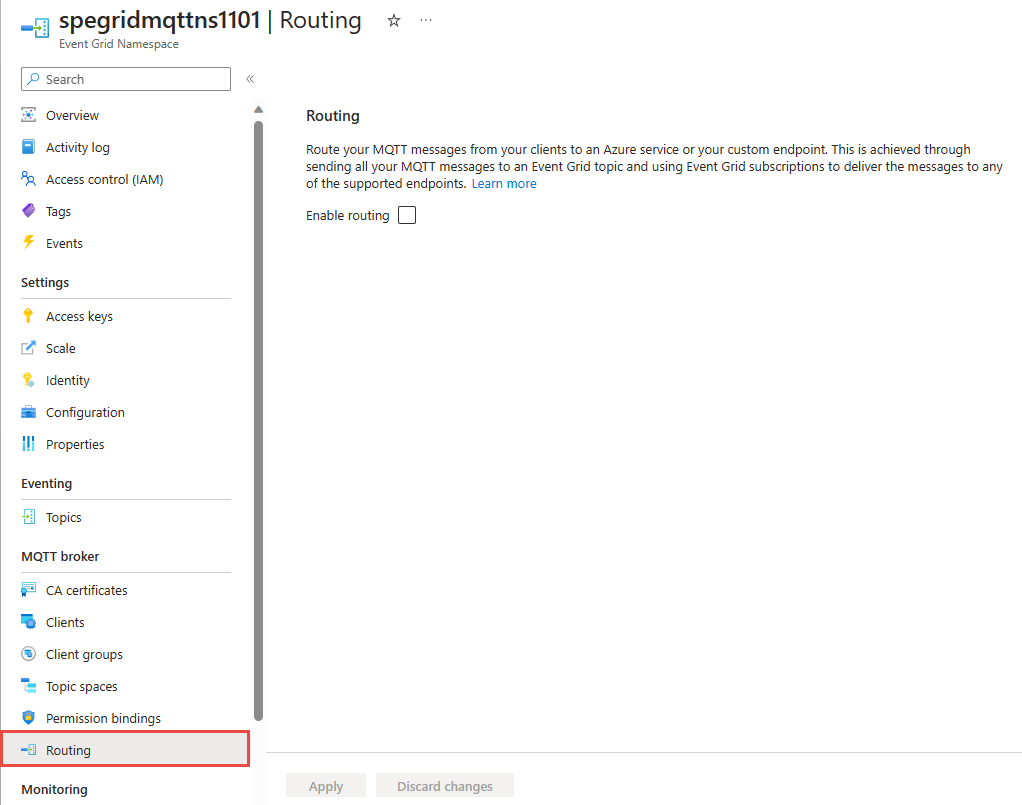 spegridmqttns1101 | Routing
Event Grid Namespace
Search
Overview
Activity log
Access control (IAM)
Tags
Events
Settings
Access keys
Scale
Identity
Configuration
Properties
Eventing
Topics
MQTT broker
CA certificates
Clients
Client groups
Topic spaces
Permission bindings
Routing
Monitoring
Routing
Route your MQTT messages from your clients to an Azure service or your custom endpoint. This is achieved through
sending all your MQTT messages to an Event Grid topic and using Event Grid subscriptions to deliver the messages to any
of the supported endpoints. Learn more
Enable routing
Apply
Discard changes